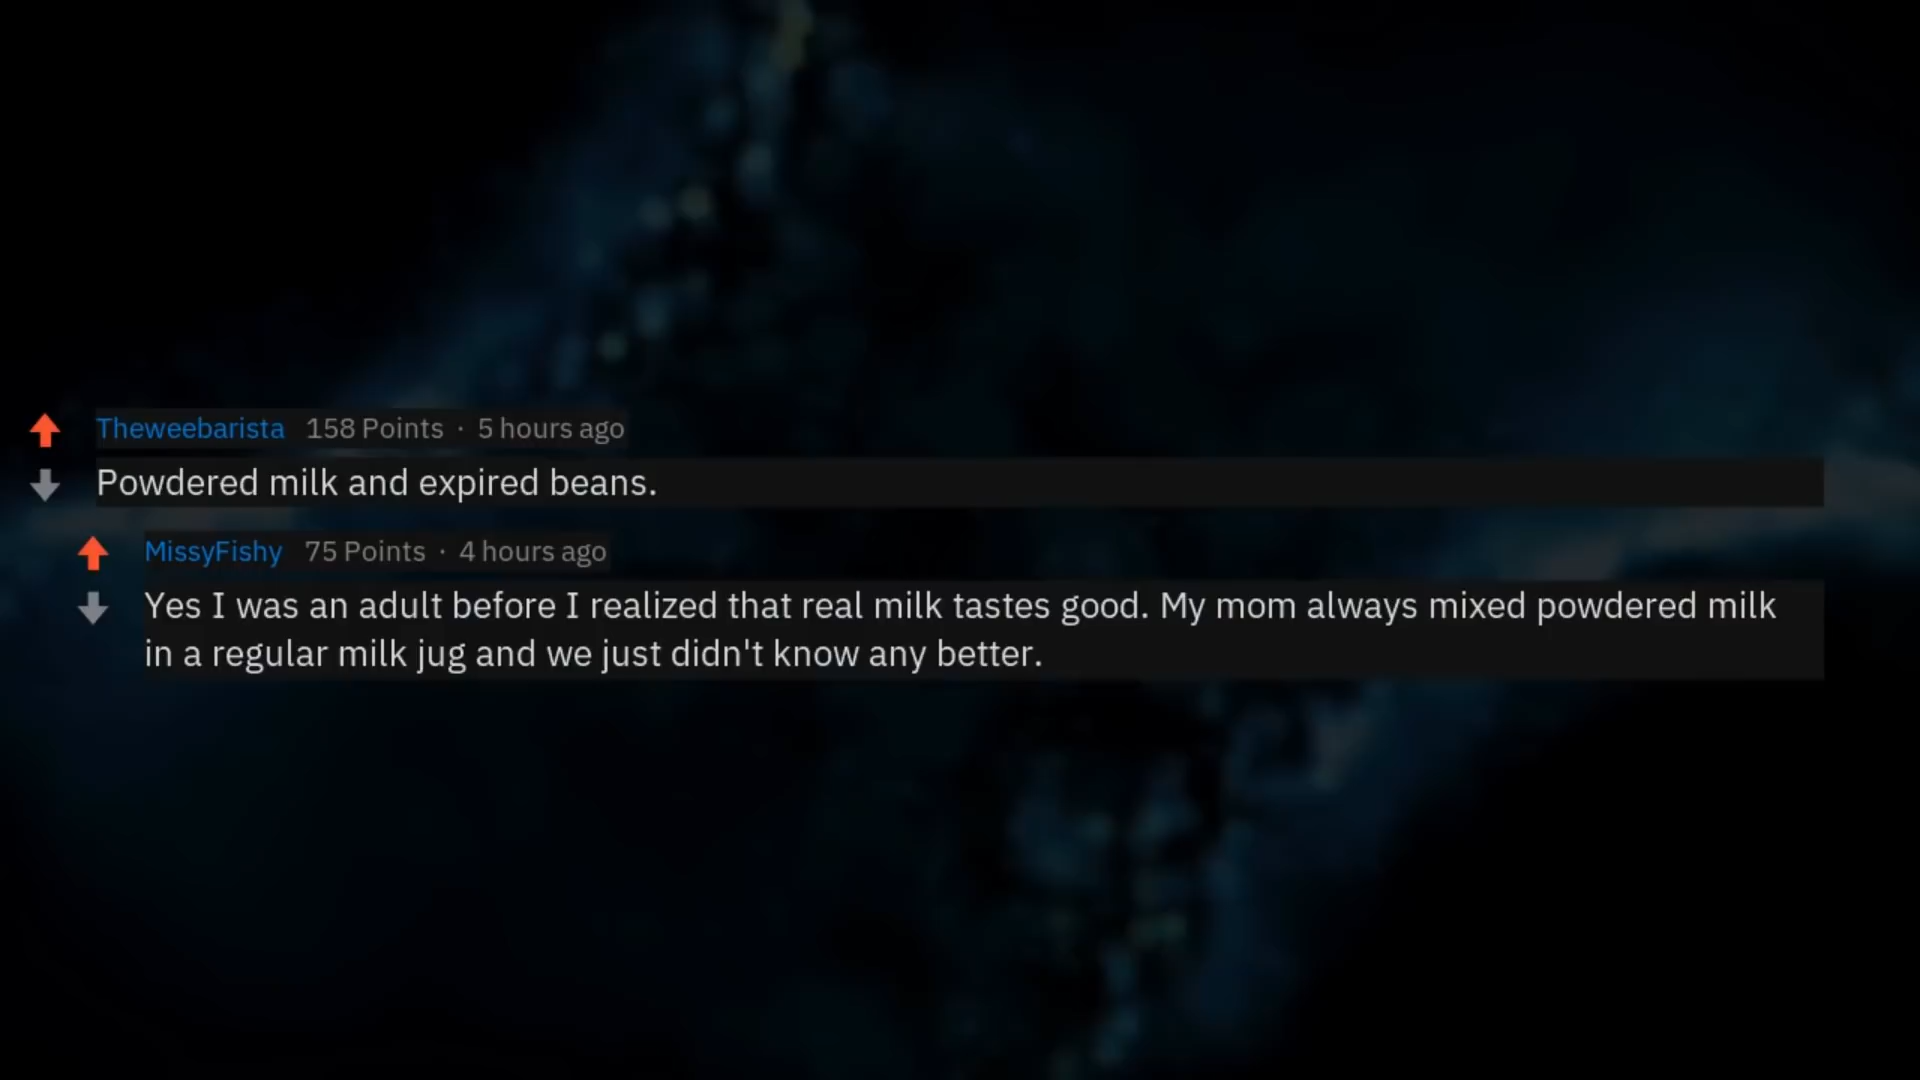 Theweebarista 158 Points · 5 hours ago
Powdered milk and expired beans.
MissyFishy 75 Points · 4 hours ago
Yes I was an adult before I realized that real milk tastes good. My mom always mixed powdered milk
in a regular milk jug and we just didn't know any better.